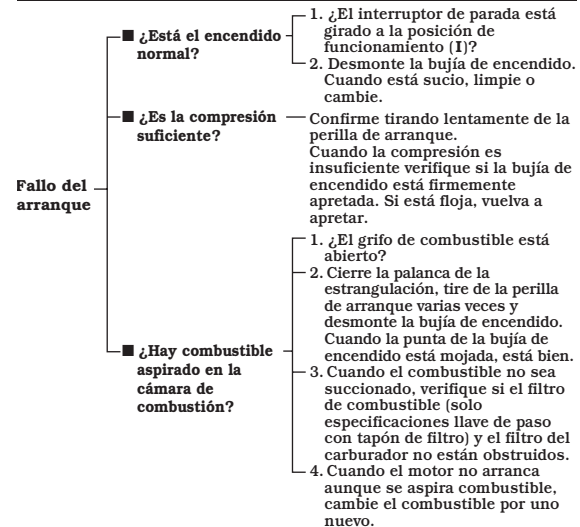 Fallo del
arranque
■ ¿Está el encendido
normal?
1. ¿El interruptor de parada está
girado a la posición de
funcionamiento (I)?
2. Desmonte la bujía de encendido.
Cuando está sucio, limpie o
cambie.
■ ¿Es la compresión
suficiente?
Confirme tirando lentamente de la
perilla de arranque.
Cuando la compresión es
insuficiente verifique si la bujía de
encendido está firmemente
apretada. Si está floja, vuelva a
apretar.
■ ¿Hay combustible
aspirado en la
cámara de
combustión?
1. ¿El grifo de combustible está
abierto?
2. Cierre la palanca de la
estrangulación, tire de la perilla
de arranque varias veces y
desmonte la bujía de encendido.
Cuando la punta de la bujía de
encendido está mojada, está bien.
3. Cuando el combustible no sea
succionado, verifique si el filtro
de combustible (solo
especificaciones llave de paso
con tapón de filtro) y el filtro del
carburador no están obstruidos.
4. Cuando el motor no arranca
aunque se aspira combustible,
cambie el combustible por uno
nuevo.